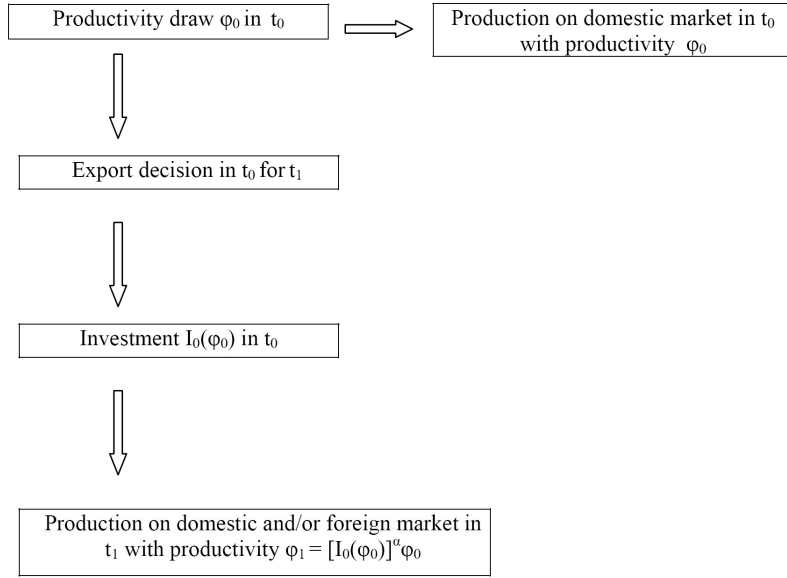 Productivity draw φ₀ in t₀
Production on domestic market in t₀
with productivity φ₀
Export decision in t₀ for t₁
Investment I₀(φ₀) in t₀
Production on domestic and/or foreign market in
t₁ with productivity φ₁ = [I₀(φ₀)]ᵅφ₀